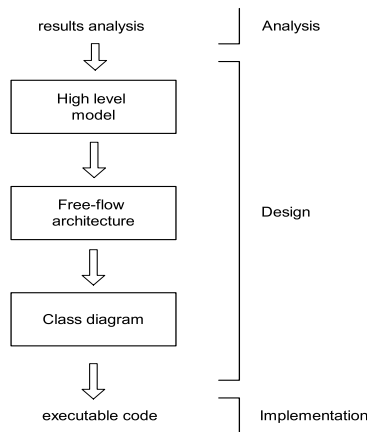 results analysis
Analysis
High level
model
Free-flow
architecture
Design
Class diagram
executable code
Implementation